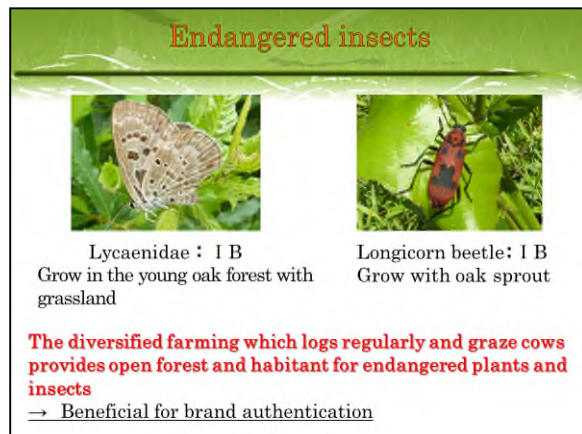 Endangered insects
Lycaenidae： ＩB
Grow in the young oak forest with
grassland
Longicorn beetle：ＩB
Grow with oak sprout
The diversified farming which logs regularly and graze cows
provides open forest and habitant for endangered plants and
insects
→ Beneficial for brand authentication